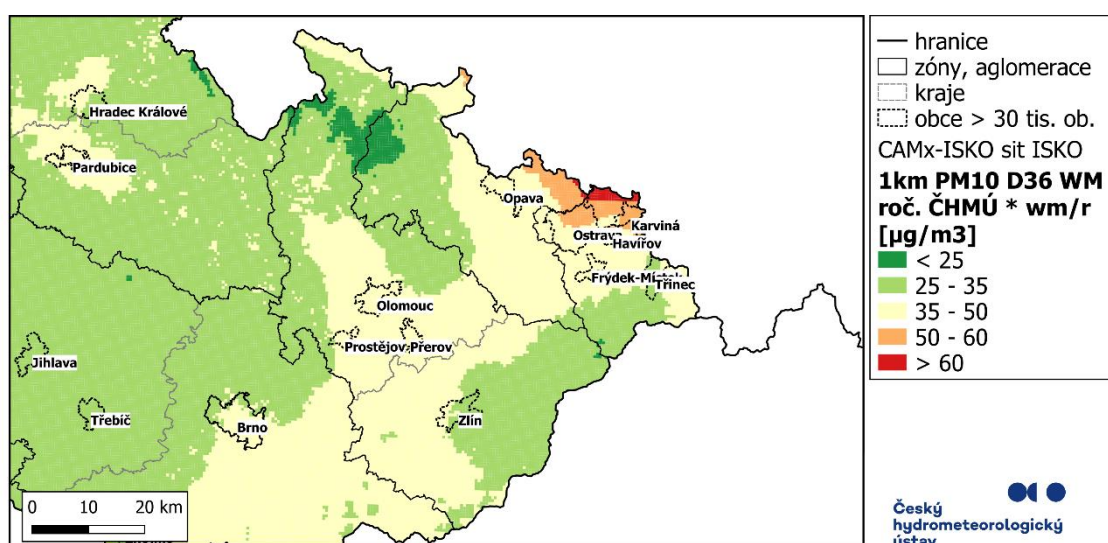 hranice
zóny, aglomerace
kraje
obce > 30 tis. ob.
CAMx-ISKO sit ISKO
1km PM10 D36 WM
roč. ČHMÚ * wm/r
[µg/m3]
< 25
25 - 35
35 - 50
50 - 60
> 60
Hradec Králové
Pardubice
Opava
Karviná
Ostrava
Havířov
Frýdek-Místek
Třinec
Olomouc
Prostějov
Přerov
Jihlava
Třebíč
Brno
Zlín
0 10 20 km
Český
hydrometeorologický
ústav